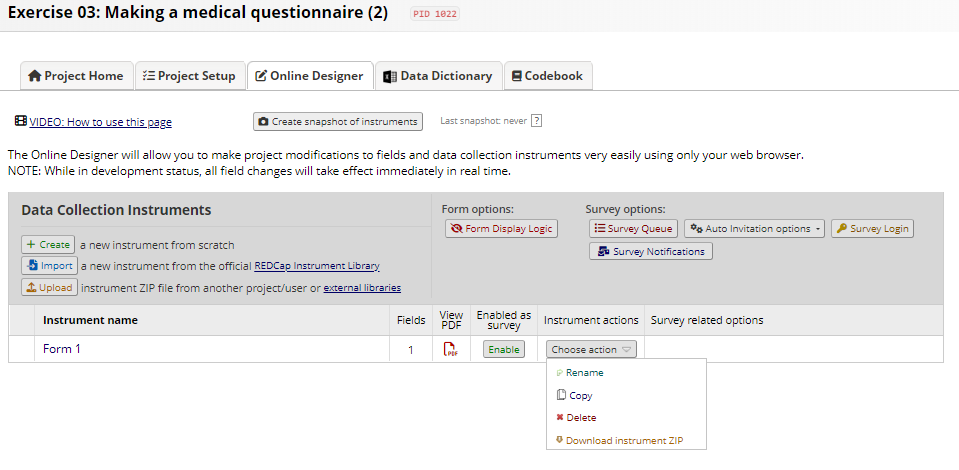 Exercise 03: Making a medical questionnaire (2) PID 1022
Project Home Project Setup Online Designer Data Dictionary Codebook
VIDEO: How to use this page Create snapshot of instruments Last snapshot: never ?
The Online Designer will allow you to make project modifications to fields and data collection instruments very easily using only your web browser.
NOTE: While in development status, all field changes will take effect immediately in real time.
Data Collection Instruments
+ Create a new instrument from scratch
Import a new instrument from the official REDCap Instrument Library
Upload instrument ZIP file from another project/user or external libraries
Form options:
Form Display Logic
Survey options:
Survey Queue Auto Invitation options Survey Login
Survey Notifications
Instrument name Fields View PDF Enabled as survey Instrument actions Survey related options
Form 1 1 PDF Enable Choose action
Rename
Copy
Delete
Download instrument ZIP